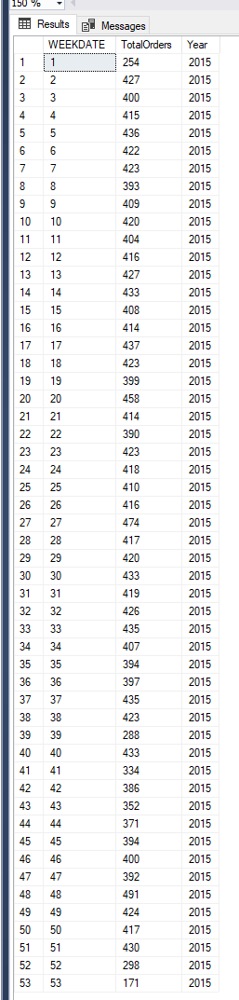 150 %
Results Messages
WEEKDATE TotalOrders Year
1 1 254 2015
2 2 427 2015
3 3 400 2015
4 4 415 2015
5 5 436 2015
6 6 422 2015
7 7 423 2015
8 8 393 2015
9 9 409 2015
10 10 420 2015
11 11 404 2015
12 12 416 2015
13 13 427 2015
14 14 433 2015
15 15 408 2015
16 16 414 2015
17 17 437 2015
18 18 423 2015
19 19 399 2015
20 20 458 2015
21 21 414 2015
22 22 390 2015
23 23 423 2015
24 24 418 2015
25 25 410 2015
26 26 416 2015
27 27 474 2015
28 28 417 2015
29 29 420 2015
30 30 433 2015
31 31 419 2015
32 32 426 2015
33 33 435 2015
34 34 407 2015
35 35 394 2015
36 36 397 2015
37 37 435 2015
38 38 423 2015
39 39 288 2015
40 40 433 2015
41 41 334 2015
42 42 386 2015
43 43 352 2015
44 44 371 2015
45 45 394 2015
46 46 400 2015
47 47 392 2015
48 48 491 2015
49 49 424 2015
50 50 417 2015
51 51 430 2015
52 52 298 2015
53 53 171 2015